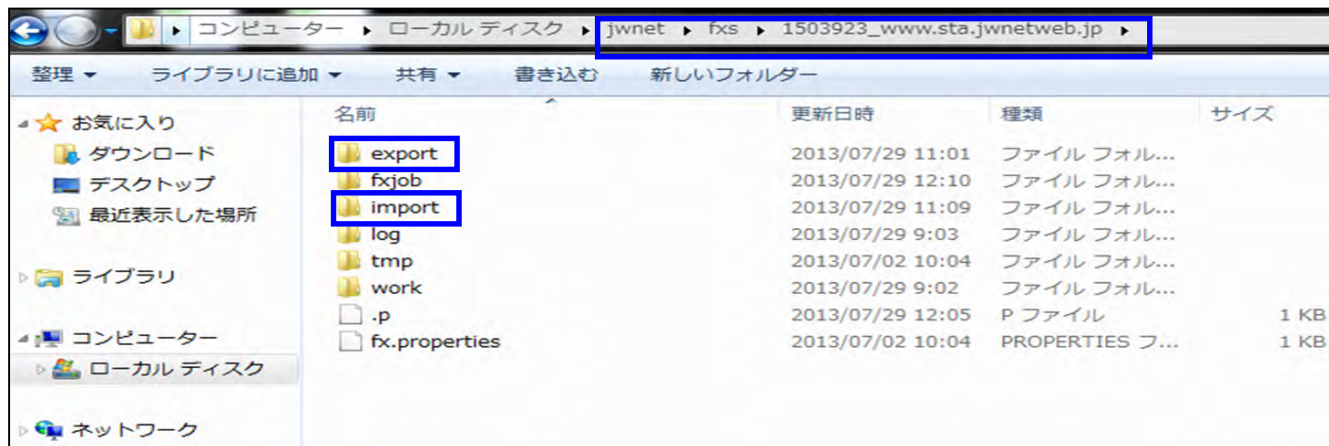 コンピューター ▸ ローカル ディスク ▸ jwnet ▸ fxs ▸ 1503923_www.sta.jwnetweb.jp ▸
整理 ▼ ライブラリに追加 ▼ 共有 ▼ 書き込む 新しいフォルダー
お気に入り
ダウンロード
デスクトップ
最近表示した場所
ライブラリ
コンピューター
ローカル ディスク
ネットワーク
名前 更新日時 種類 サイズ
export 2013/07/29 11:01 ファイル フォル...
fxjob 2013/07/29 12:10 ファイル フォル...
import 2013/07/29 11:09 ファイル フォル...
log 2013/07/29 9:03 ファイル フォル...
tmp 2013/07/02 10:04 ファイル フォル...
work 2013/07/29 9:02 ファイル フォル...
.p 2013/07/29 12:05 P ファイル 1 KB
fx.properties 2013/07/02 10:04 PROPERTIES フ... 1 KB